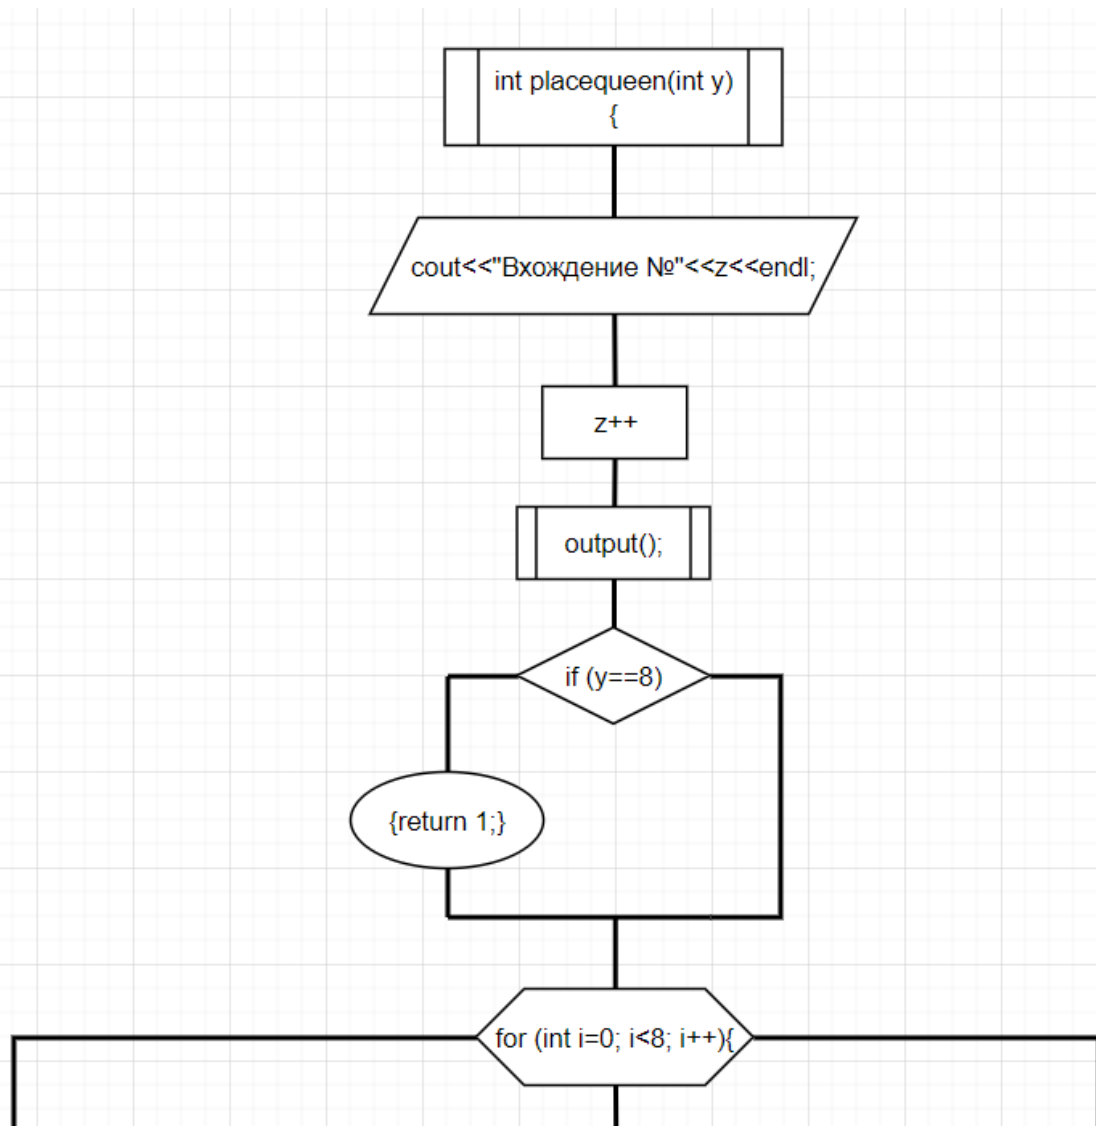 int placequeen(int y)
{
cout<<"Вхождение №"<<z<<endl;
z++
output();
if (y==8)
{return 1;}
for (int i=0; i<8; i++){